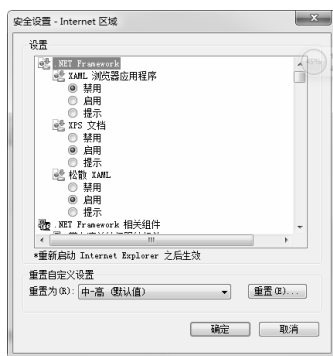 安全设置 - Internet 区域
设置
.NET Framework
XAML 浏览器应用程序
禁用
启用
提示
XPS 文档
禁用
启用
提示
松散 XAML
禁用
启用
提示
.NET Framework 相关组件
*重新启动 Internet Explorer 之后生效
重置自定义设置
重置为(R):
中-高 (默认值)
重置(E)...
确定
取消